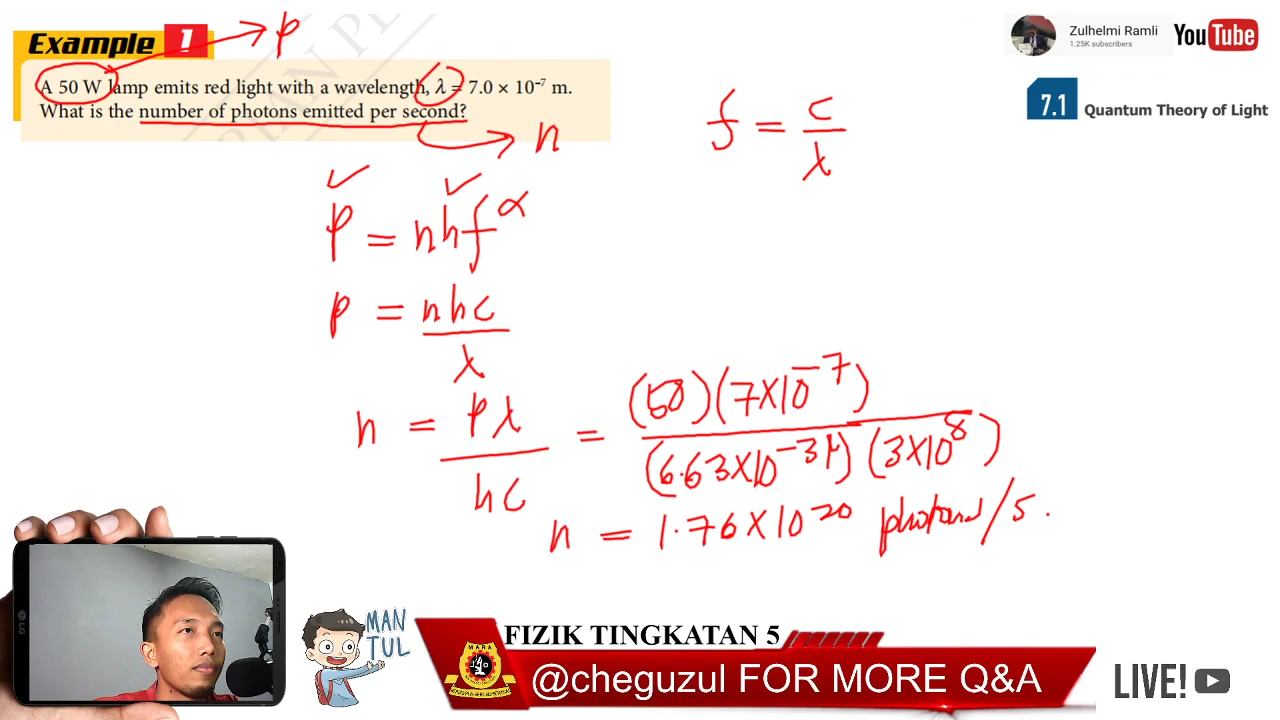 Example 1
A 50 W lamp emits red light with a wavelength, λ = 7.0 × 10⁻⁷ m.
What is the number of photons emitted per second?
P
n
Zulhelmi Ramli
1.25K subscribers
YouTube
7.1 Quantum Theory of Light
f = c/λ
P = nhf
P = nhc/λ
n = Pλ/hc = (50)(7×10⁻⁷)/(6.63×10⁻³⁴)(3×10⁸)
n = 1.76×10²⁰ photons/s.
LG
MAN
TUL
MARA
FIZIK TINGKATAN 5
@cheguzul FOR MORE Q&A
LIVE!